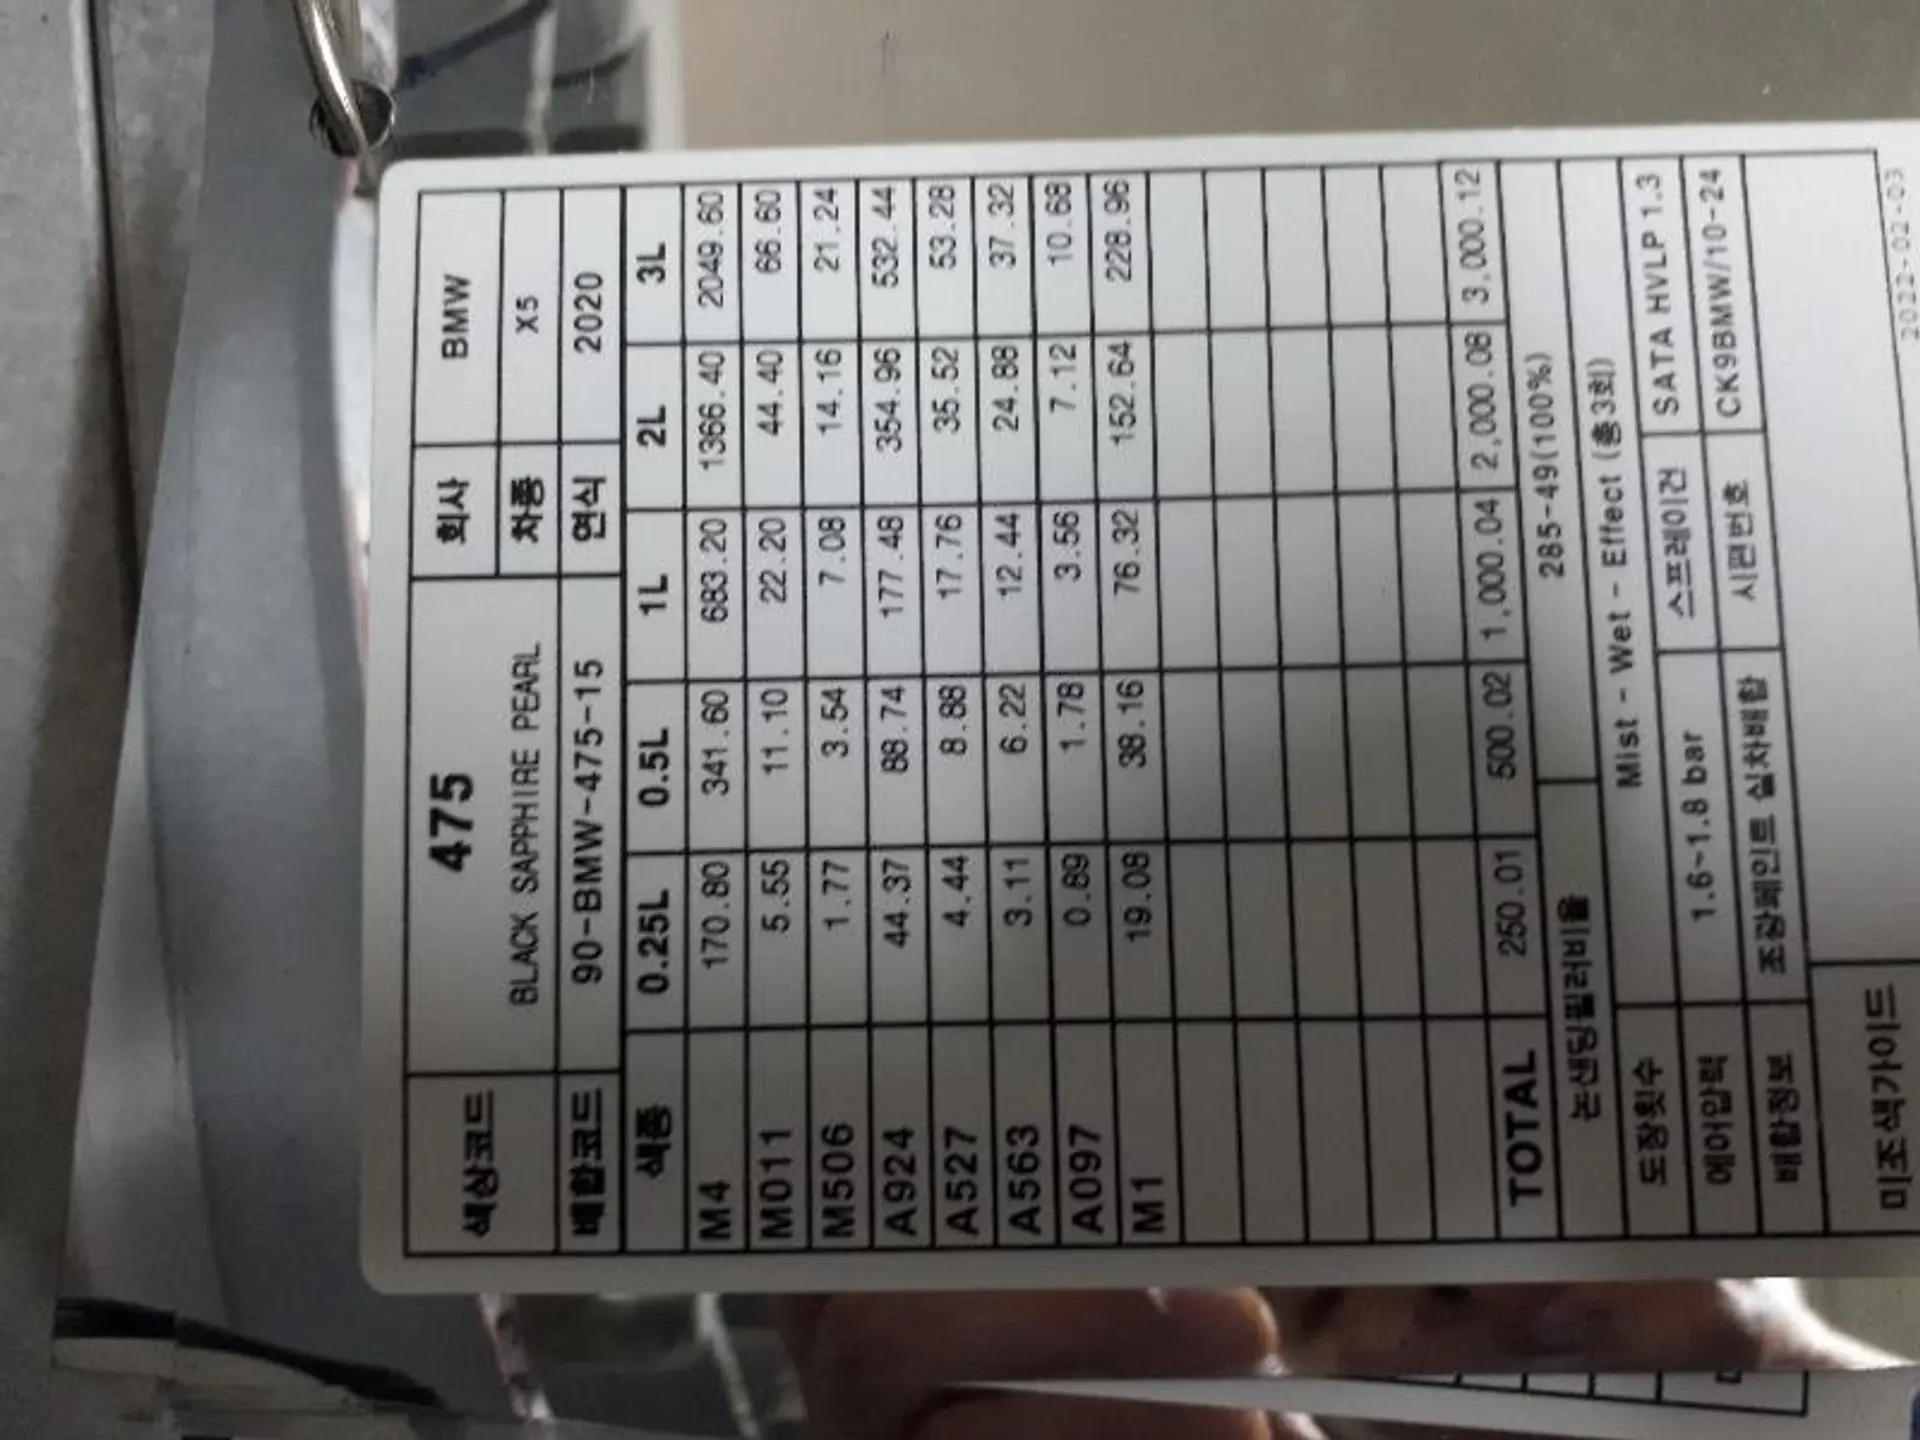 색상코드 475 회사 BMW
BLACK SAPPHIRE PEARL 차종 X5
배합코드 90-BMW-475-15 연식 2020
색종 0.25L 0.5L 1L 2L 3L
M4 170.80 341.60 683.20 1366.40 2049.60
M011 5.55 11.10 22.20 44.40 66.60
M506 1.77 3.54 7.08 14.16 21.24
A924 44.37 88.74 177.48 354.96 532.44
A527 4.44 8.88 17.76 35.52 53.28
A563 3.11 6.22 12.44 24.88 37.32
A097 0.89 1.78 3.56 7.12 10.68
M1 19.08 38.16 76.32 152.64 228.96
TOTAL 250.01 500.02 1,000.04 2,000.08 3,000.12
논샌딩필러비율 285-49(100%)
도장횟수 Mist - Wet - Effect (총3회)
에어압력 1.6~1.8 bar 스프레이건 SATA HVLP 1.3
배합정보 조광페인트 실차배합 시편번호 CK9BMW/10-24
미조색가이드
2022-02-03